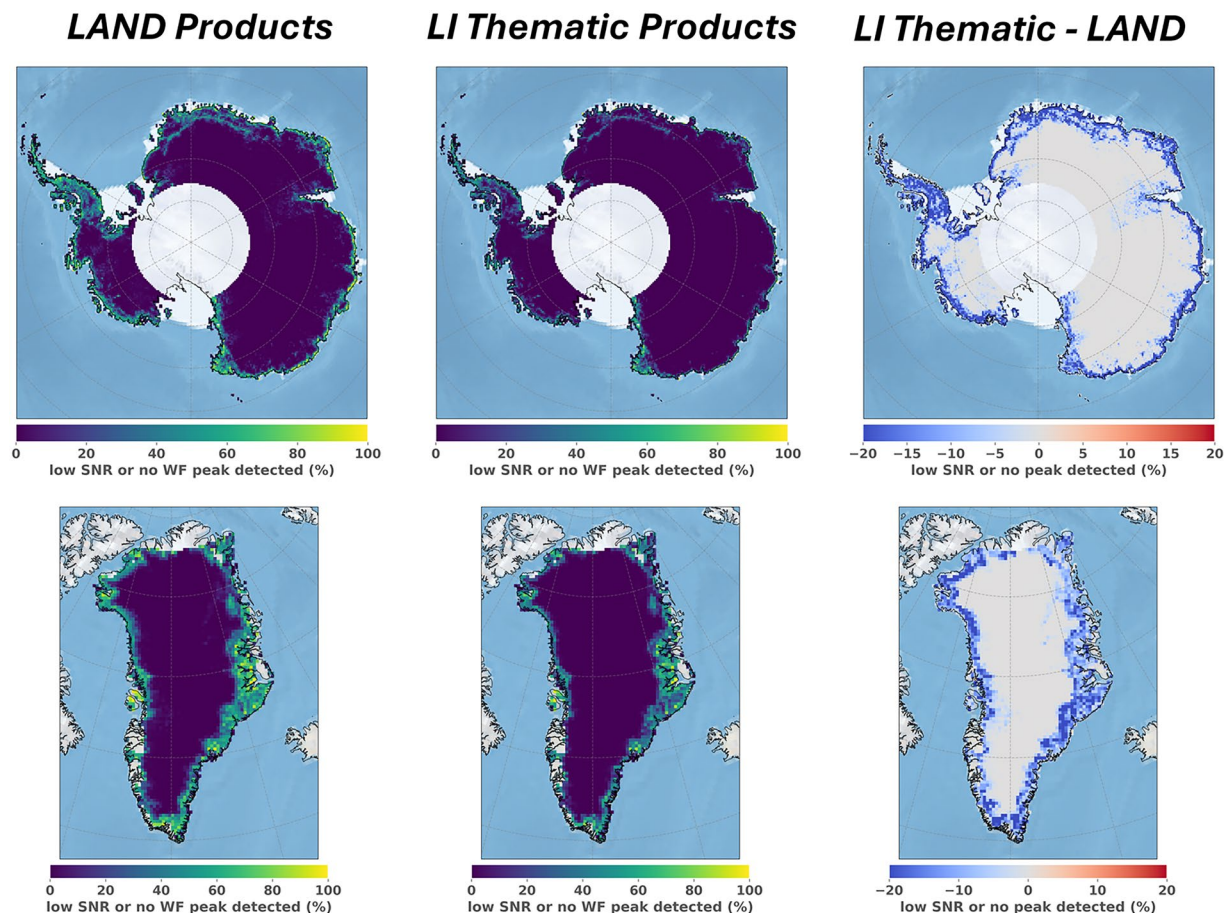 LAND Products
LI Thematic Products
LI Thematic - LAND
0 20 40 60 80 100
low SNR or no WF peak detected (%)
0 20 40 60 80 100
low SNR or no WF peak detected (%)
−20 −15 −10 −5 0 5 10 15 20
low SNR or no peak detected (%)
0 20 40 60 80 100
low SNR or no WF peak detected (%)
0 20 40 60 80 100
low SNR or no WF peak detected (%)
−20 −10 0 10 20
low SNR or no peak detected (%)